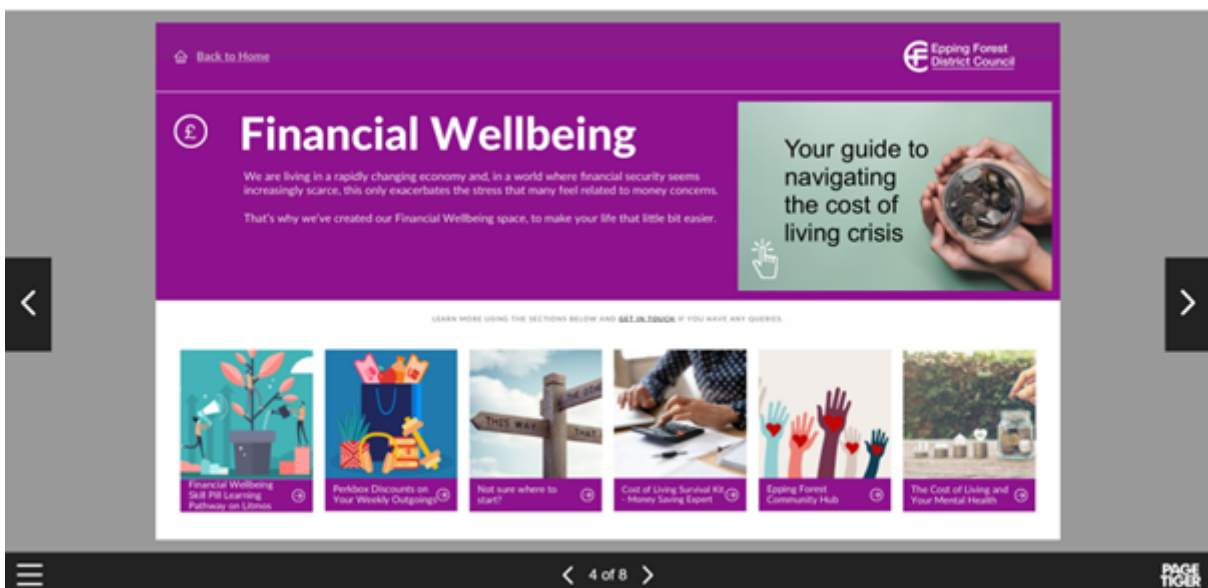 Back to Home
Epping Forest
District Council
£
Financial Wellbeing
We are living in a rapidly changing economy and, in a world where financial security seems
increasingly scarce, this only exacerbates the stress that many feel related to money concerns.
That's why we've created our Financial Wellbeing space, to make your life that little bit easier.
Your guide to
navigating
the cost of
living crisis
LEARN MORE USING THE SECTIONS BELOW AND GET IN TOUCH IF YOU HAVE ANY QUERIES.
THIS WAY
THAT
Financial Wellbeing
Skill Pill Learning
Pathway on Litmos
Perkbox Discounts on
Your Weekly Outgoings
Not sure where to
start?
Cost of Living Survival Kit
- Money Saving Expert
Epping Forest
Community Hub
The Cost of Living and
Your Mental Health
4 of 8
PAGE
TIGER